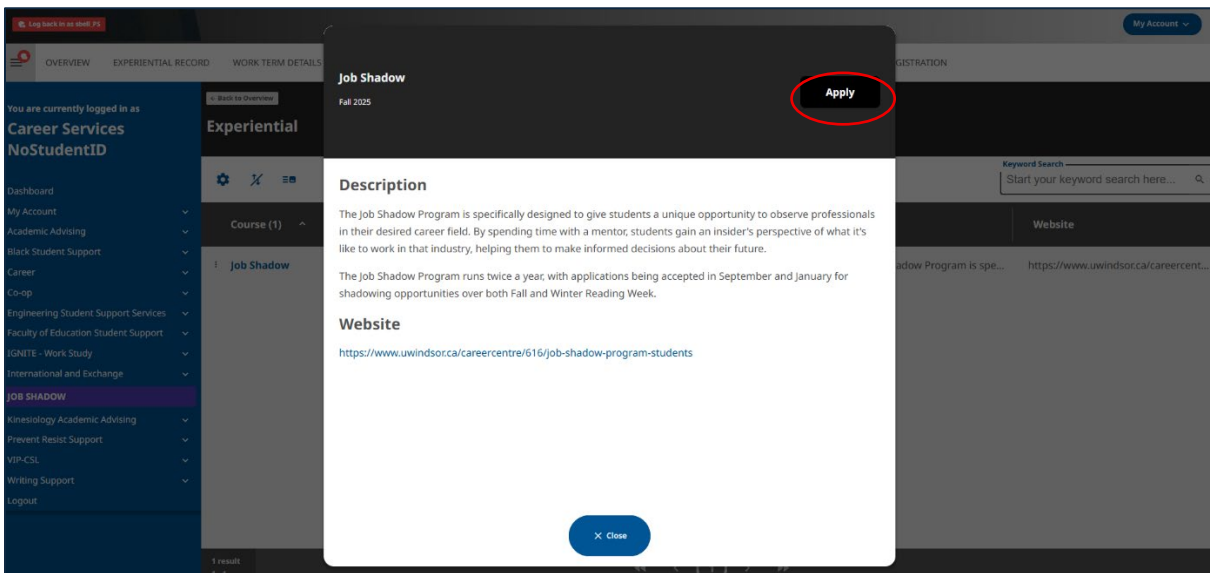 Log back in as sbell_PS
My Account
OVERVIEW
EXPERIENTIAL RECORD
WORK TERM DETAILS
GISTRATION
You are currently logged in as
Career Services
NoStudentID
Dashboard
My Account
Academic Advising
Black Student Support
Career
Co-op
Engineering Student Support Services
Faculty of Education Student Support
IGNITE - Work Study
International and Exchange
JOB SHADOW
Kinesiology Academic Advising
Prevent Resist Support
VIP-CSL
Writing Support
Logout
Back to Overview
Experiential
Keyword Search
Start your keyword search here...
Course (1)
Website
Job Shadow
adow Program is spe...
https://www.uwindsor.ca/careercent...
1 result
Job Shadow
Fall 2025
Apply
Description
The Job Shadow Program is specifically designed to give students a unique opportunity to observe professionals
in their desired career field. By spending time with a mentor, students gain an insider's perspective of what it's
like to work in that industry, helping them to make informed decisions about their future.
The Job Shadow Program runs twice a year, with applications being accepted in September and January for
shadowing opportunities over both Fall and Winter Reading Week.
Website
https://www.uwindsor.ca/careercentre/616/job-shadow-program-students
Close